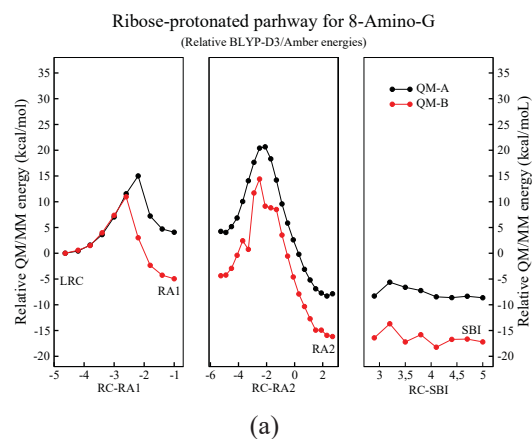 Ribose-protonated parhway for 8-Amino-G
(Relative BLYP-D3/Amber energies)
Relative QM/MM energy (kcal/mol)
35
30
25
20
15
10
5
0
-5
-10
-15
-20
LRC
RA1
-5 -4 -3 -2 -1
RC-RA1
RA2
-6 -4 -2 0 2
RC-RA2
QM-A
QM-B
SBI
3 3,5 4 4,5 5
RC-SBI
35
30
25
20
15
10
5
0
-5
-10
-15
-20
Relative QM/MM energy (kcal/moL)
(a)